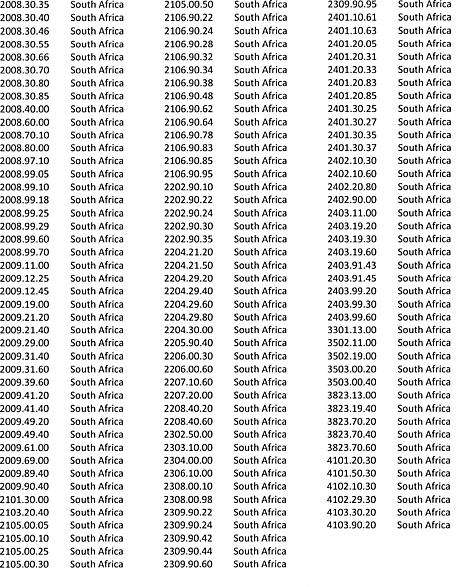 2008.30.35 South Africa
2008.30.40 South Africa
2008.30.46 South Africa
2008.30.55 South Africa
2008.30.66 South Africa
2008.30.70 South Africa
2008.30.80 South Africa
2008.30.85 South Africa
2008.40.00 South Africa
2008.60.00 South Africa
2008.70.10 South Africa
2008.80.00 South Africa
2008.97.10 South Africa
2008.99.05 South Africa
2008.99.10 South Africa
2008.99.18 South Africa
2008.99.25 South Africa
2008.99.29 South Africa
2008.99.60 South Africa
2008.99.70 South Africa
2009.11.00 South Africa
2009.12.25 South Africa
2009.12.45 South Africa
2009.19.00 South Africa
2009.21.20 South Africa
2009.21.40 South Africa
2009.29.00 South Africa
2009.31.40 South Africa
2009.31.60 South Africa
2009.39.60 South Africa
2009.41.20 South Africa
2009.41.40 South Africa
2009.49.20 South Africa
2009.49.40 South Africa
2009.61.00 South Africa
2009.69.00 South Africa
2009.89.40 South Africa
2009.90.40 South Africa
2101.30.00 South Africa
2103.20.40 South Africa
2105.00.05 South Africa
2105.00.10 South Africa
2105.00.25 South Africa
2105.00.30 South Africa
2105.00.50 South Africa
2106.90.22 South Africa
2106.90.24 South Africa
2106.90.28 South Africa
2106.90.32 South Africa
2106.90.34 South Africa
2106.90.38 South Africa
2106.90.48 South Africa
2106.90.62 South Africa
2106.90.64 South Africa
2106.90.78 South Africa
2106.90.83 South Africa
2106.90.85 South Africa
2106.90.95 South Africa
2202.90.10 South Africa
2202.90.22 South Africa
2202.90.24 South Africa
2202.90.30 South Africa
2202.90.35 South Africa
2204.21.20 South Africa
2204.21.50 South Africa
2204.29.20 South Africa
2204.29.40 South Africa
2204.29.60 South Africa
2204.29.80 South Africa
2204.30.00 South Africa
2205.90.40 South Africa
2206.00.30 South Africa
2206.00.60 South Africa
2207.10.60 South Africa
2207.20.00 South Africa
2208.40.20 South Africa
2208.40.60 South Africa
2302.50.00 South Africa
2303.10.00 South Africa
2304.00.00 South Africa
2306.10.00 South Africa
2308.00.10 South Africa
2308.00.98 South Africa
2309.90.22 South Africa
2309.90.24 South Africa
2309.90.42 South Africa
2309.90.44 South Africa
2309.90.60 South Africa
2309.90.95 South Africa
2401.10.61 South Africa
2401.10.63 South Africa
2401.20.05 South Africa
2401.20.31 South Africa
2401.20.33 South Africa
2401.20.83 South Africa
2401.20.85 South Africa
2401.30.25 South Africa
2401.30.27 South Africa
2401.30.35 South Africa
2401.30.37 South Africa
2402.10.30 South Africa
2402.10.60 South Africa
2402.20.80 South Africa
2402.90.00 South Africa
2403.11.00 South Africa
2403.19.20 South Africa
2403.19.30 South Africa
2403.19.60 South Africa
2403.91.43 South Africa
2403.91.45 South Africa
2403.99.20 South Africa
2403.99.30 South Africa
2403.99.60 South Africa
3301.13.00 South Africa
3502.11.00 South Africa
3502.19.00 South Africa
3503.00.20 South Africa
3503.00.40 South Africa
3823.13.00 South Africa
3823.19.40 South Africa
3823.70.20 South Africa
3823.70.40 South Africa
3823.70.60 South Africa
4101.20.30 South Africa
4101.50.30 South Africa
4102.10.30 South Africa
4102.29.30 South Africa
4103.30.20 South Africa
4103.90.20 South Africa